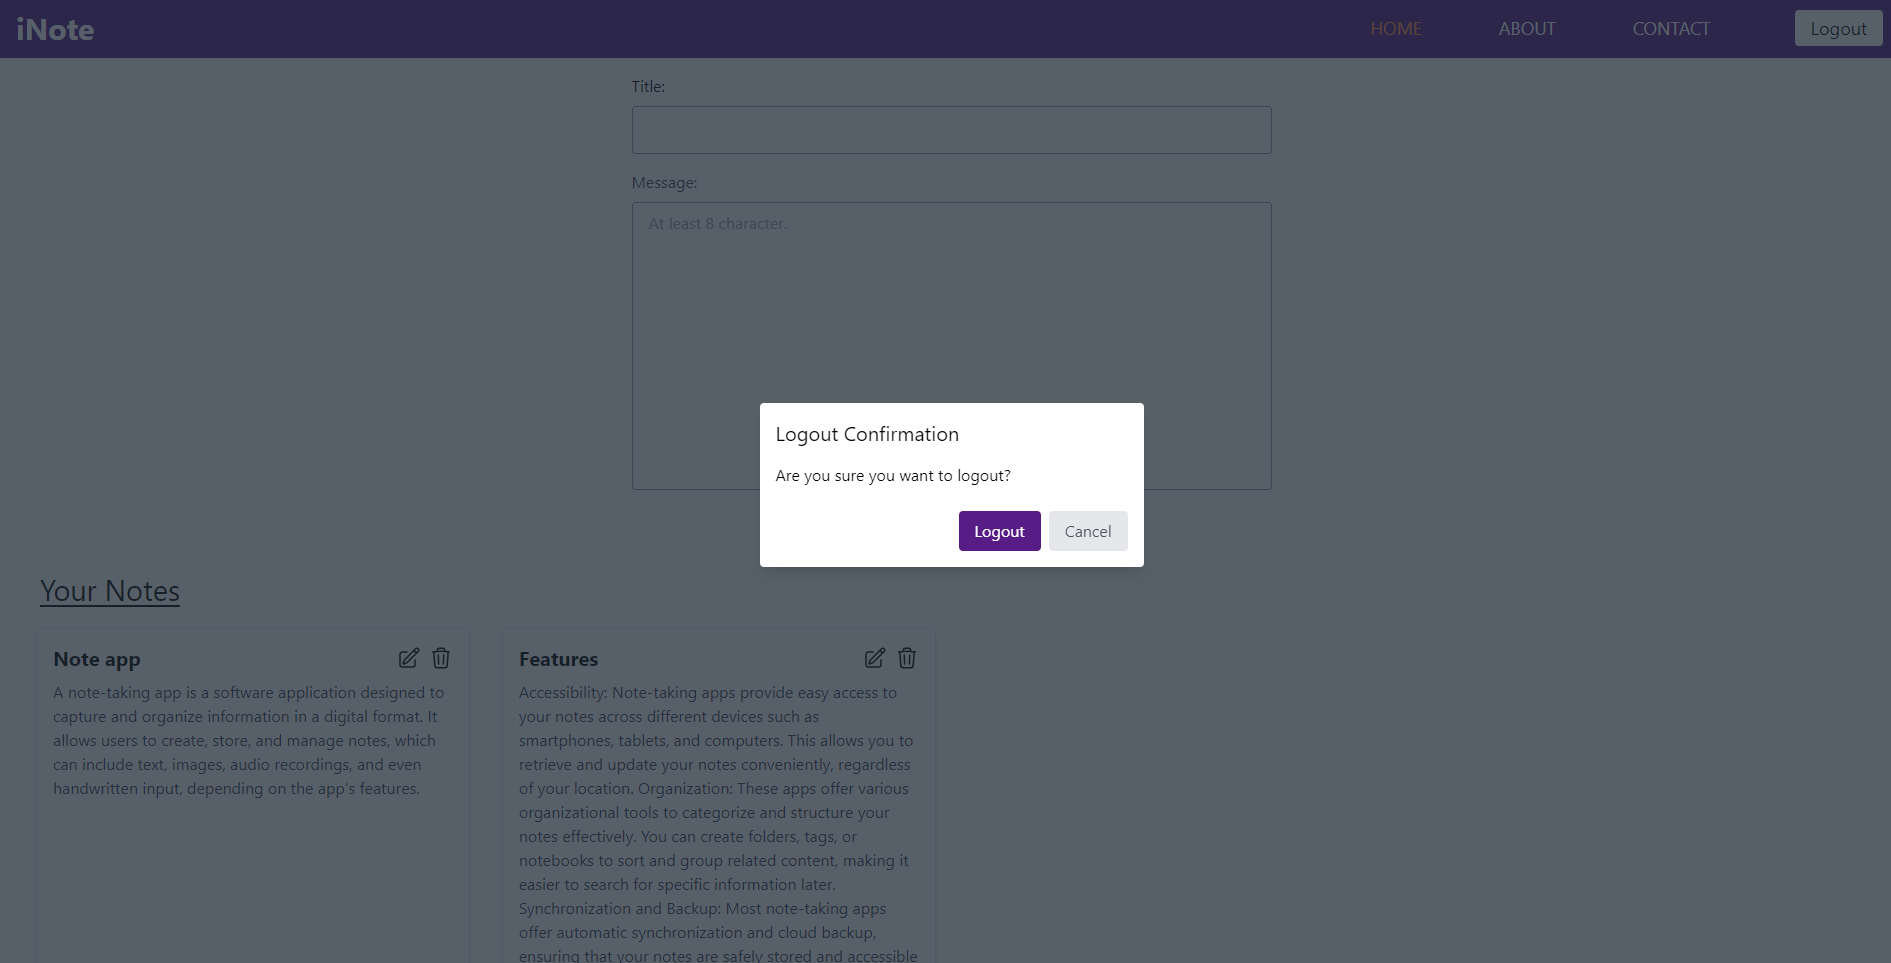 iNote
HOME
ABOUT
CONTACT
Logout
Title:
Message:
At least 8 character.
Logout Confirmation
Are you sure you want to logout?
Logout
Cancel
Your Notes
Note app
A note-taking app is a software application designed to
capture and organize information in a digital format. It
allows users to create, store, and manage notes, which
can include text, images, audio recordings, and even
handwritten input, depending on the app's features.
Features
Accessibility: Note-taking apps provide easy access to
your notes across different devices such as
smartphones, tablets, and computers. This allows you to
retrieve and update your notes conveniently, regardless
of your location. Organization: These apps offer various
organizational tools to categorize and structure your
notes effectively. You can create folders, tags, or
notebooks to sort and group related content, making it
easier to search for specific information later.
Synchronization and Backup: Most note-taking apps
offer automatic synchronization and cloud backup,
ensuring that your notes are safely stored and accessible